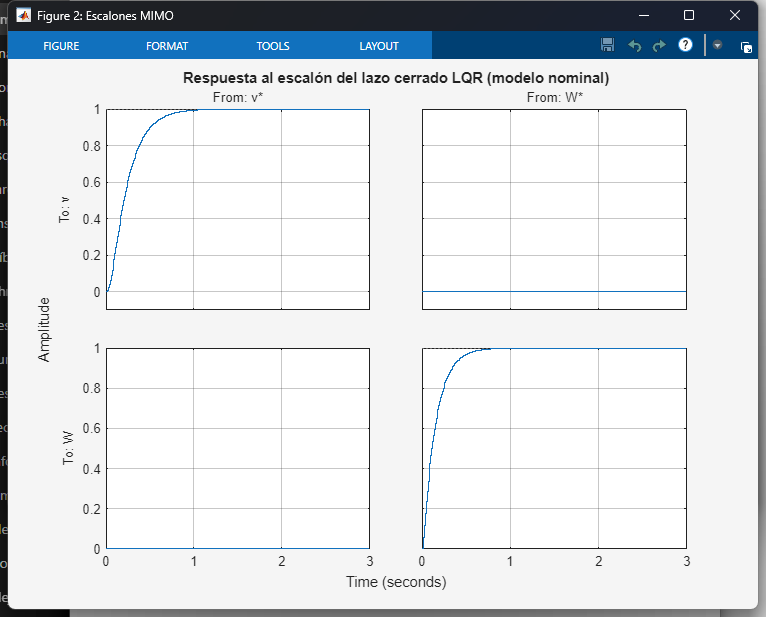 Figure 2: Escalones MIMO
FIGURE FORMAT TOOLS LAYOUT
Respuesta al escalón del lazo cerrado LQR (modelo nominal)
From: v* From: W*
1
0.8
0.6
0.4
0.2
0
To: v
Amplitude
1
0.8
0.6
0.4
0.2
0
To: W
0 1 2 3 0 1 2 3
Time (seconds)